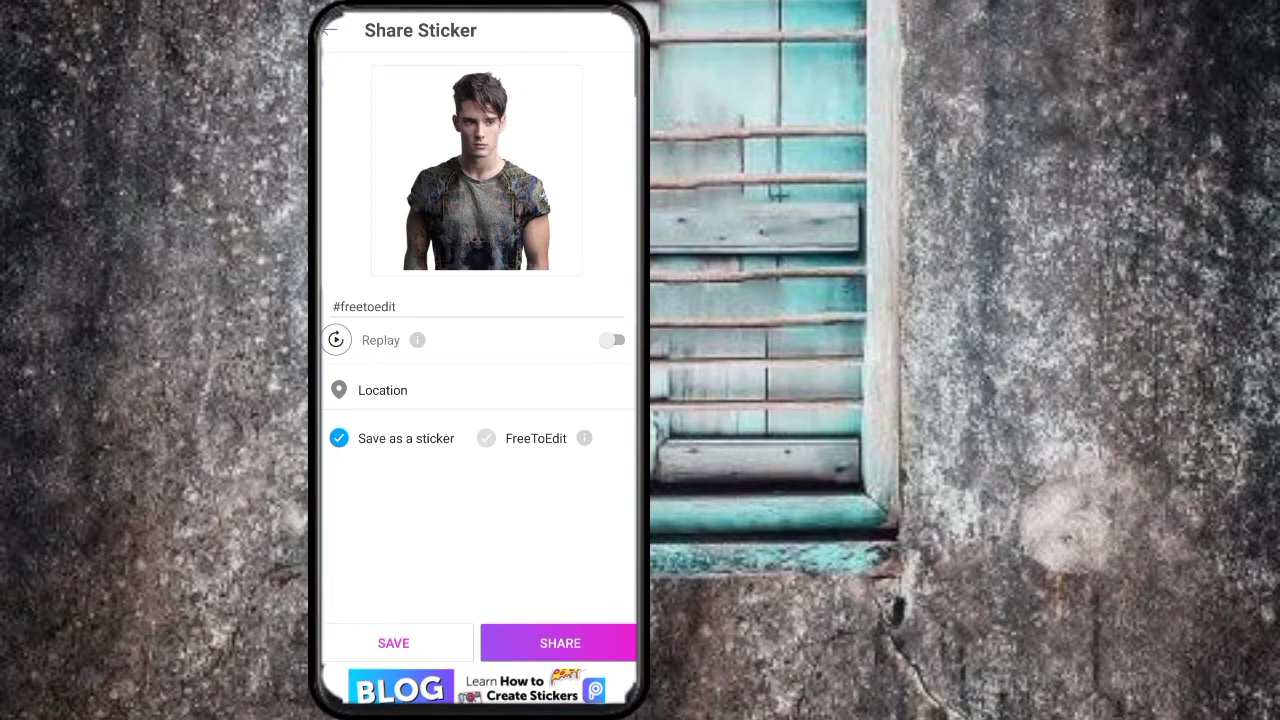 Share Sticker
#freetoedit
Replay
Location
Save as a sticker
FreeToEdit
SAVE
SHARE
BLOG
Learn How to
Create Stickers